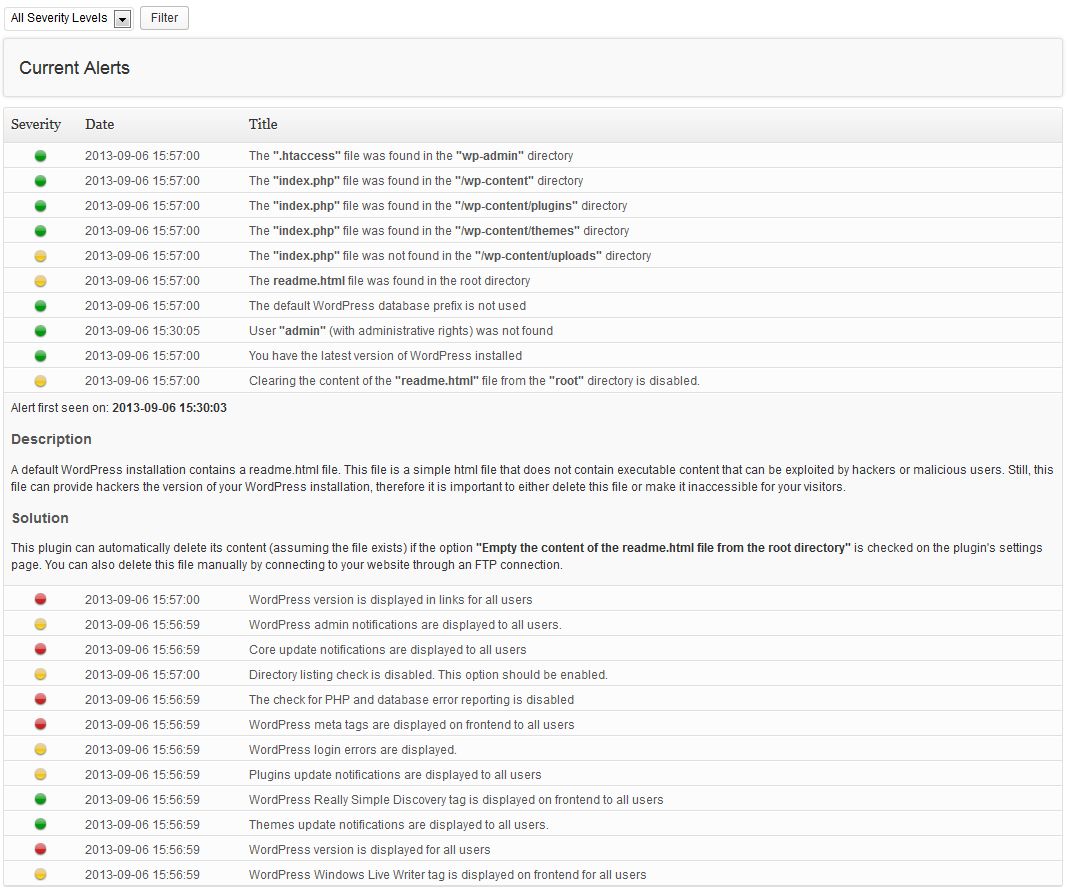 All Severity Levels Filter
Current Alerts
Severity Date Title
2013-09-06 15:57:00 The ".htaccess" file was found in the "wp-admin" directory
2013-09-06 15:57:00 The "index.php" file was found in the "/wp-content" directory
2013-09-06 15:57:00 The "index.php" file was found in the "/wp-content/plugins" directory
2013-09-06 15:57:00 The "index.php" file was found in the "/wp-content/themes" directory
2013-09-06 15:57:00 The "index.php" file was not found in the "/wp-content/uploads" directory
2013-09-06 15:57:00 The readme.html file was found in the root directory
2013-09-06 15:57:00 The default WordPress database prefix is not used
2013-09-06 15:30:05 User "admin" (with administrative rights) was not found
2013-09-06 15:57:00 You have the latest version of WordPress installed
2013-09-06 15:57:00 Clearing the content of the "readme.html" file from the "root" directory is disabled.
Alert first seen on: 2013-09-06 15:30:03
Description
A default WordPress installation contains a readme.html file. This file is a simple html file that does not contain executable content that can be exploited by hackers or malicious users. Still, this
file can provide hackers the version of your WordPress installation, therefore it is important to either delete this file or make it inaccessible for your visitors.
Solution
This plugin can automatically delete its content (assuming the file exists) if the option "Empty the content of the readme.html file from the root directory" is checked on the plugin's settings
page. You can also delete this file manually by connecting to your website through an FTP connection.
2013-09-06 15:57:00 WordPress version is displayed in links for all users
2013-09-06 15:56:59 WordPress admin notifications are displayed to all users.
2013-09-06 15:56:59 Core update notifications are displayed to all users
2013-09-06 15:57:00 Directory listing check is disabled. This option should be enabled.
2013-09-06 15:56:59 The check for PHP and database error reporting is disabled
2013-09-06 15:56:59 WordPress meta tags are displayed on frontend to all users
2013-09-06 15:56:59 WordPress login errors are displayed.
2013-09-06 15:56:59 Plugins update notifications are displayed to all users
2013-09-06 15:56:59 WordPress Really Simple Discovery tag is displayed on frontend to all users
2013-09-06 15:56:59 Themes update notifications are displayed to all users.
2013-09-06 15:56:59 WordPress version is displayed for all users
2013-09-06 15:56:59 WordPress Windows Live Writer tag is displayed on frontend for all users